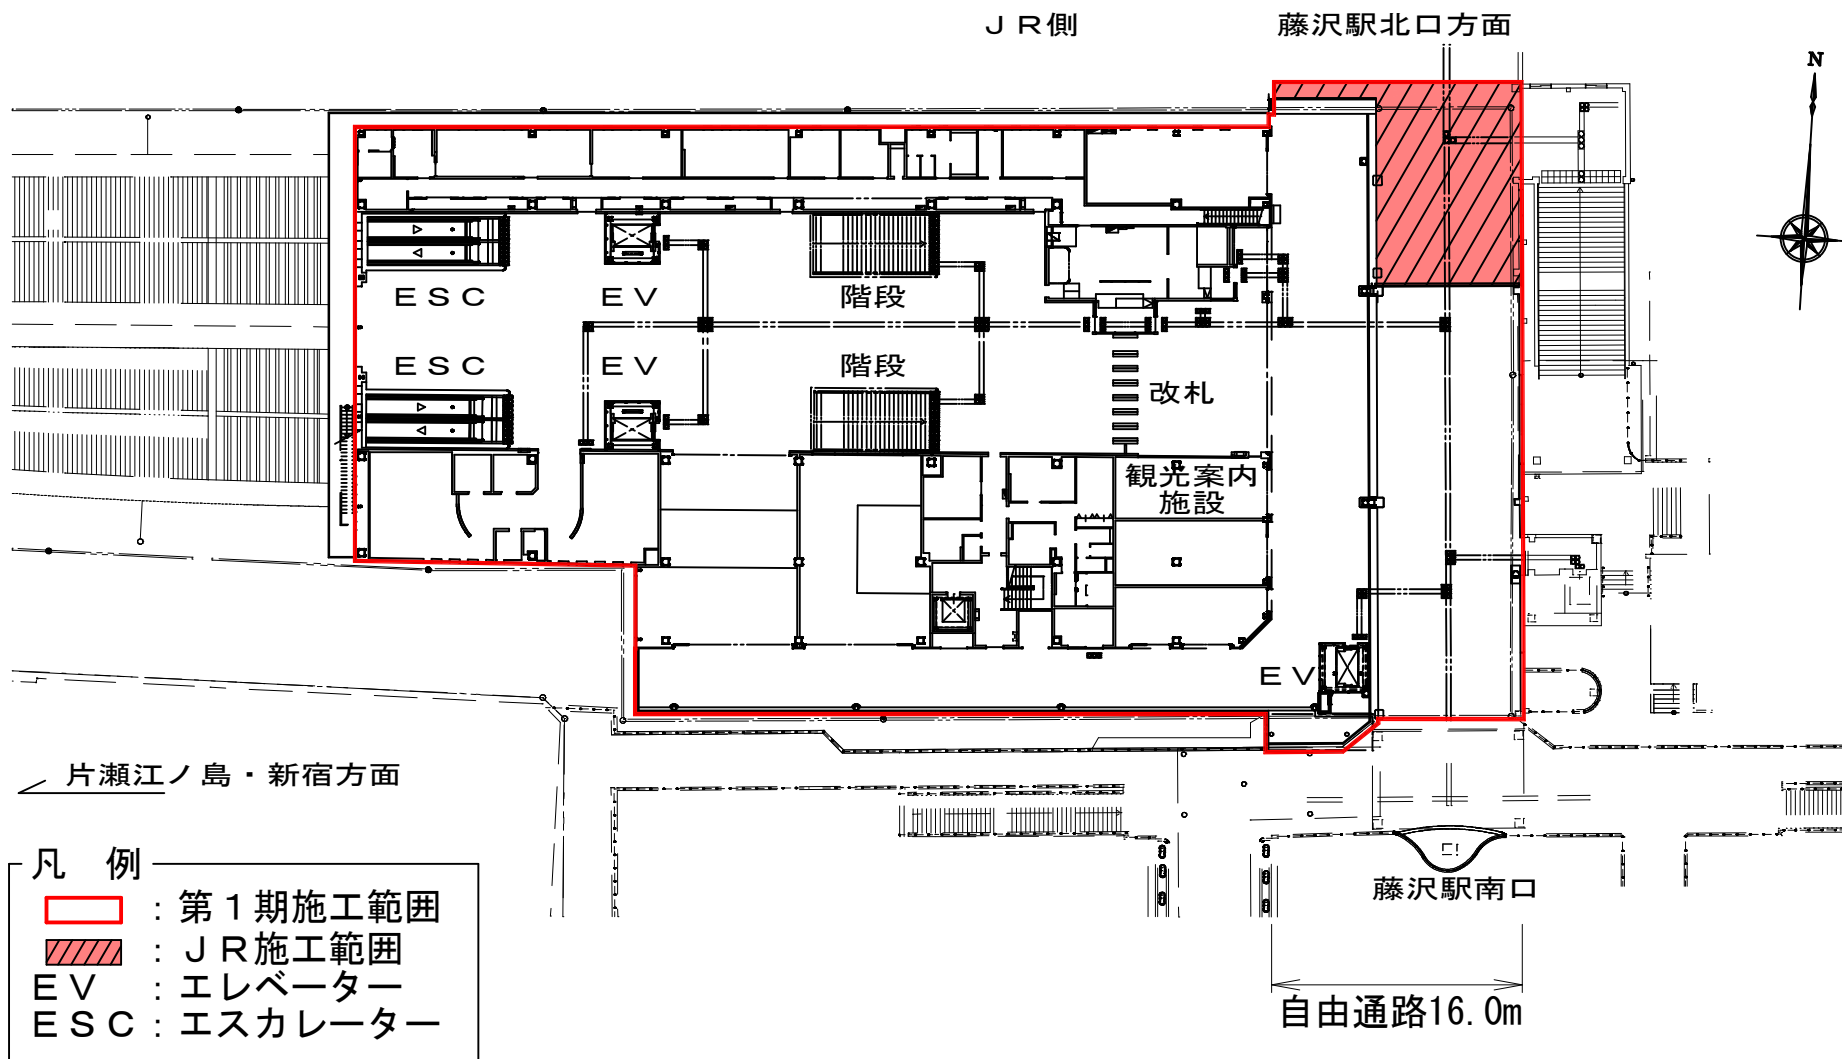 ＪＲ側
藤沢駅北口方面
N
ＥＳＣ
ＥＶ
階段
ＥＳＣ
ＥＶ
階段
改札
観光案内
施設
ＥＶ
片瀬江ノ島・新宿方面
藤沢駅南口
自由通路16.0m
凡　例
：第１期施工範囲
：ＪＲ施工範囲
ＥＶ　：エレベーター
ＥＳＣ：エスカレーター